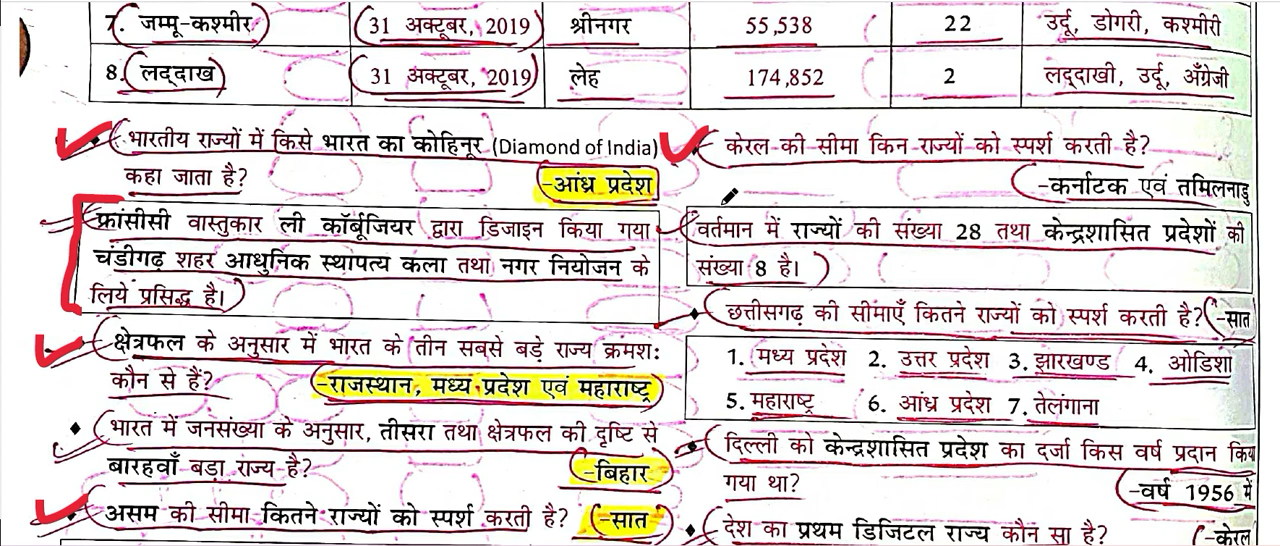 7. जम्मू-कश्मीर 31 अक्टूबर, 2019 श्रीनगर 55,538 22 उर्दू, डोगरी, कश्मीरी
8. लद्दाख 31 अक्टूबर, 2019 लेह 174,852 2 लद्दाखी, उर्दू, अँग्रेजी
भारतीय राज्यों में किसे भारत का कोहिनूर (Diamond of India)
कहा जाता है? -आंध्र प्रदेश
फ्रांसीसी वास्तुकार ली कॉर्बूजियर द्वारा डिजाइन किया गया
चंडीगढ़ शहर आधुनिक स्थापत्य कला तथा नगर नियोजन के
लिये प्रसिद्ध है।
क्षेत्रफल के अनुसार में भारत के तीन सबसे बड़े राज्य क्रमश:
कौन से हैं? -राजस्थान, मध्य प्रदेश एवं महाराष्ट्र
♦ भारत में जनसंख्या के अनुसार, तीसरा तथा क्षेत्रफल की दृष्टि से
बारहवाँ बड़ा राज्य है? -बिहार
असम की सीमा कितने राज्यों को स्पर्श करती है? -सात
केरल की सीमा किन राज्यों को स्पर्श करती है?
-कर्नाटक एवं तमिलनाडु
वर्तमान में राज्यों की संख्या 28 तथा केन्द्रशासित प्रदेशों की
संख्या 8 है।
♦ छत्तीसगढ़ की सीमाएँ कितने राज्यों को स्पर्श करती है? -सात
1. मध्य प्रदेश 2. उत्तर प्रदेश 3. झारखण्ड 4. ओडिशा
5. महाराष्ट्र 6. आंध्र प्रदेश 7. तेलंगाना
♦ दिल्ली को केन्द्रशासित प्रदेश का दर्जा किस वर्ष प्रदान किय
गया था? -वर्ष 1956 में
♦ देश का प्रथम डिजिटल राज्य कौन सा है? -केरल